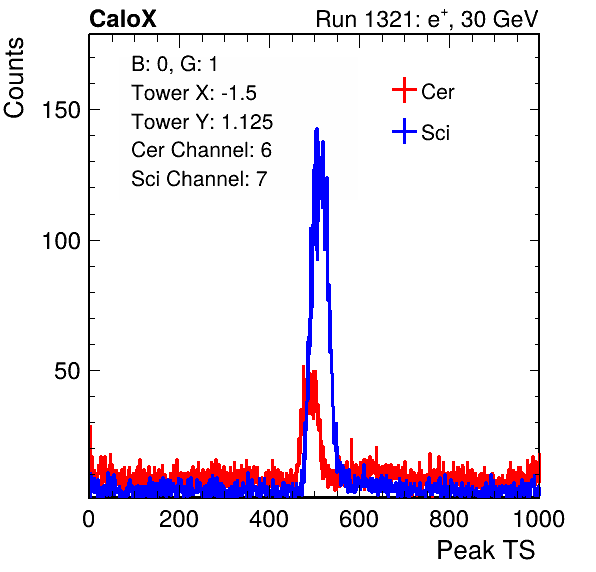 CaloX Run 1321: e⁺, 30 GeV
Counts
B: 0, G: 1
Tower X: -1.5
Tower Y: 1.125
Cer Channel: 6
Sci Channel: 7
Cer
Sci
150
100
50
0 200 400 600 800 1000
Peak TS